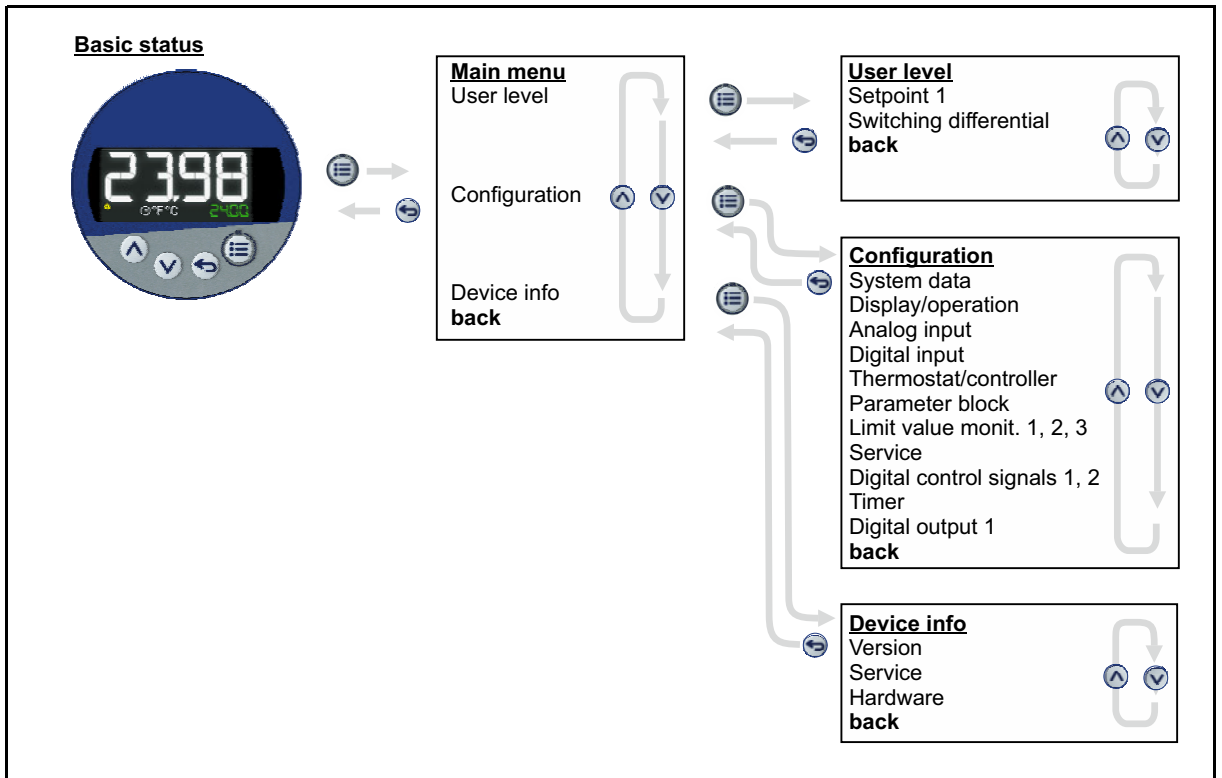 Basic status
23.98
°F°C 2400
Main menu
User level
Configuration
Device info
back
User level
Setpoint 1
Switching differential
back
Configuration
System data
Display/operation
Analog input
Digital input
Thermostat/controller
Parameter block
Limit value monit. 1, 2, 3
Service
Digital control signals 1, 2
Timer
Digital output 1
back
Device info
Version
Service
Hardware
back